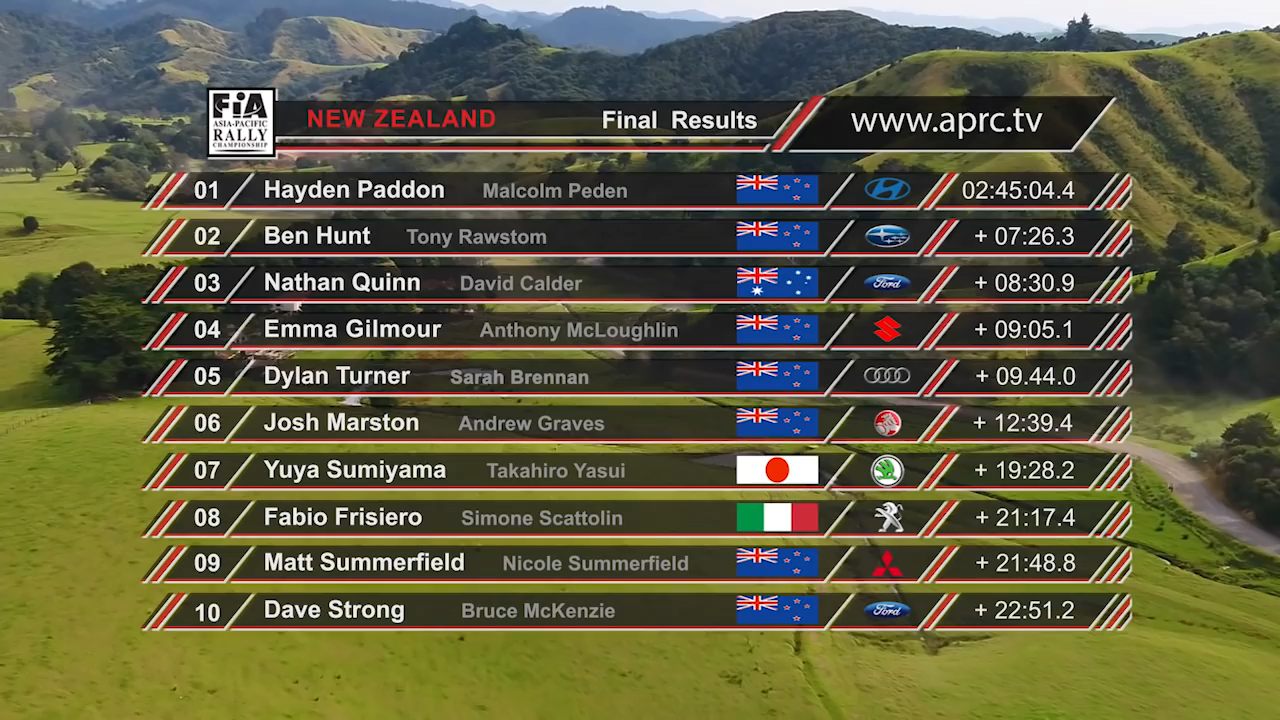 FiA
ASIA-PACIFIC
RALLY
CHAMPIONSHIP
NEW ZEALAND Final Results www.aprc.tv
01 Hayden Paddon Malcolm Peden 02:45:04.4
02 Ben Hunt Tony Rawstom + 07:26.3
03 Nathan Quinn David Calder Ford + 08:30.9
04 Emma Gilmour Anthony McLoughlin + 09:05.1
05 Dylan Turner Sarah Brennan + 09.44.0
06 Josh Marston Andrew Graves + 12:39.4
07 Yuya Sumiyama Takahiro Yasui + 19:28.2
08 Fabio Frisiero Simone Scattolin + 21:17.4
09 Matt Summerfield Nicole Summerfield + 21:48.8
10 Dave Strong Bruce McKenzie Ford + 22:51.2